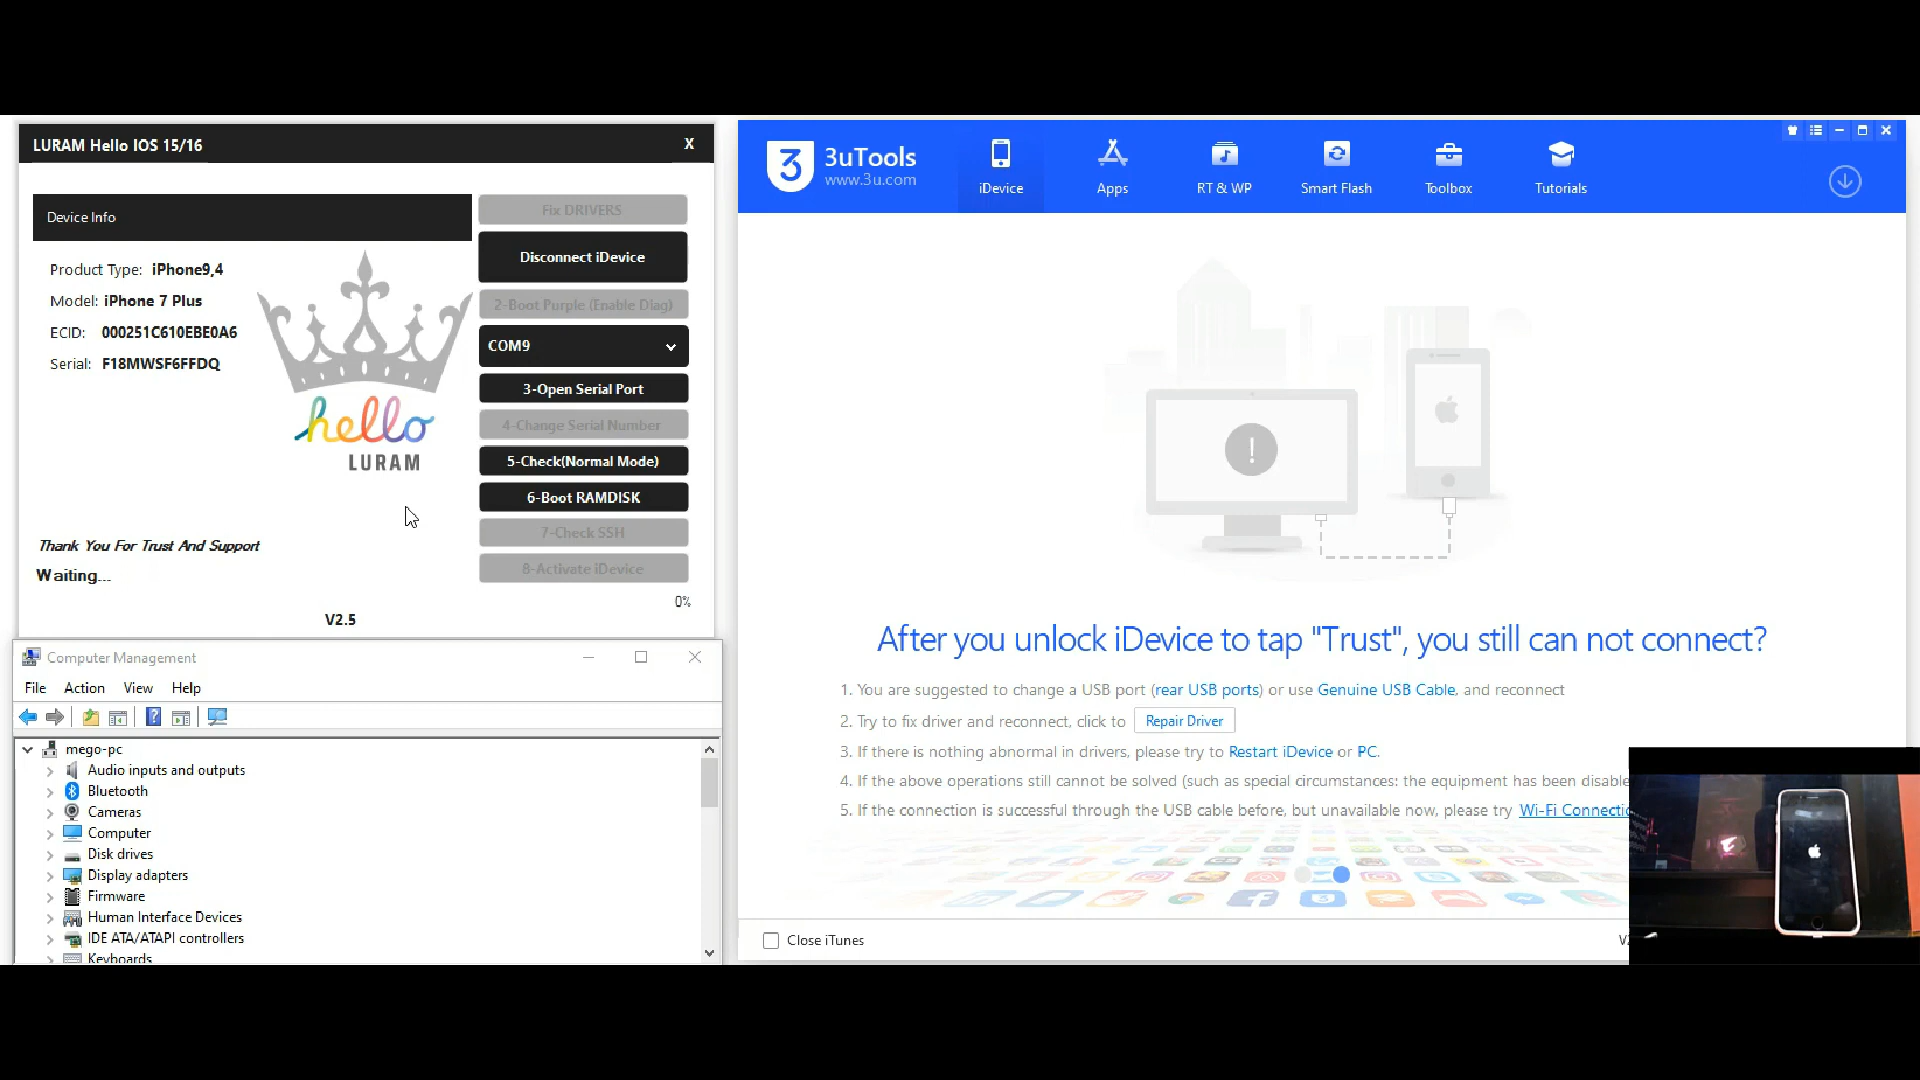 LURAM Hello IOS 15/16
X
Device Info
Product Type: iPhone9,4
Model: iPhone 7 Plus
ECID: 000251C610EBE0A6
Serial: F18MWSF6FFDQ
hello
LURAM
Thank You For Trust And Support
Waiting...
V2.5
Fix DRIVERS
Disconnect iDevice
2-Boot Purple (Enable Diag)
COM9
3-Open Serial Port
4-Change Serial Number
5-Check(Normal Mode)
6-Boot RAMDISK
7-Check SSH
8-Activate iDevice
0%
Computer Management
File Action View Help
mego-pc
Audio inputs and outputs
Bluetooth
Cameras
Computer
Disk drives
Display adapters
Firmware
Human Interface Devices
IDE ATA/ATAPI controllers
Keyboards
3 3uTools
www.3u.com
iDevice Apps RT & WP Smart Flash Toolbox Tutorials
After you unlock iDevice to tap "Trust", you still can not connect?
1. You are suggested to change a USB port (rear USB ports) or use Genuine USB Cable, and reconnect
2. Try to fix driver and reconnect, click to Repair Driver
3. If there is nothing abnormal in drivers, please try to Restart iDevice or PC.
4. If the above operations still cannot be solved (such as special circumstances: the equipment has been disable
5. If the connection is successful through the USB cable before, but unavailable now, please try Wi-Fi Connectio
Close iTunes